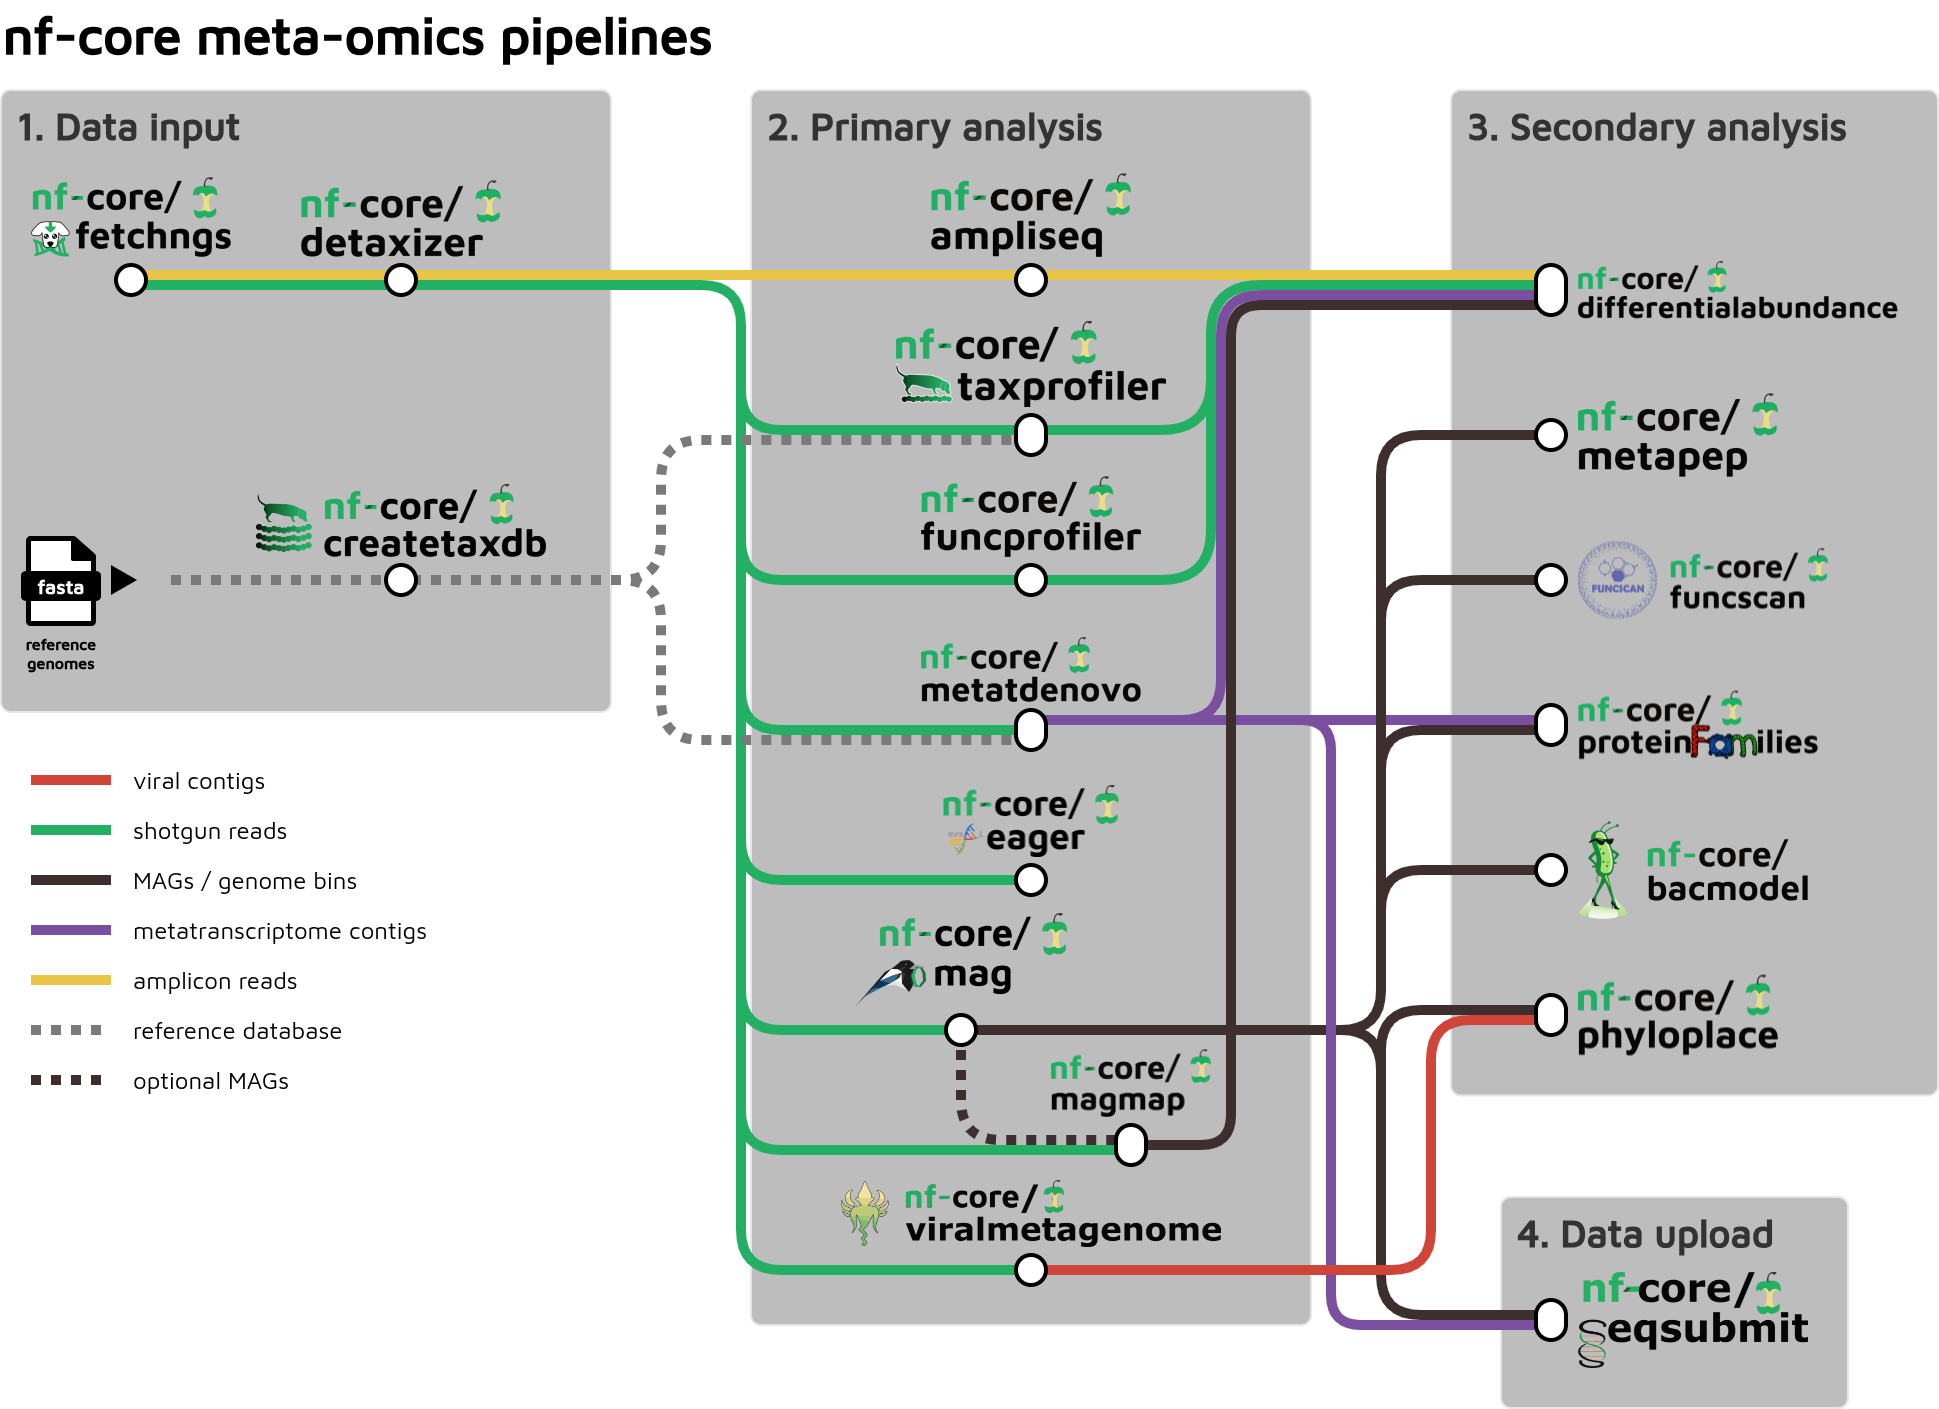 nf-core meta-omics pipelines
1. Data input
nf-core/
fetchngs
nf-core/
detaxizer
nf-core/
createtaxdb
fasta
reference
genomes
2. Primary analysis
nf-core/
ampliseq
nf-core/
taxprofiler
nf-core/
funcprofiler
nf-core/
metatdenovo
nf-core/
eager
nf-core/
mag
nf-core/
magmap
nf-core/
viralmetagenome
3. Secondary analysis
nf-core/
differentialabundance
nf-core/
metapep
FUNCSCAN
nf-core/
funcscan
nf-core/
proteinFamilies
nf-core/
bacmodel
nf-core/
phyloplace
4. Data upload
nf-core/
seqsubmit
viral contigs
shotgun reads
MAGs / genome bins
metatranscriptome contigs
amplicon reads
reference database
optional MAGs